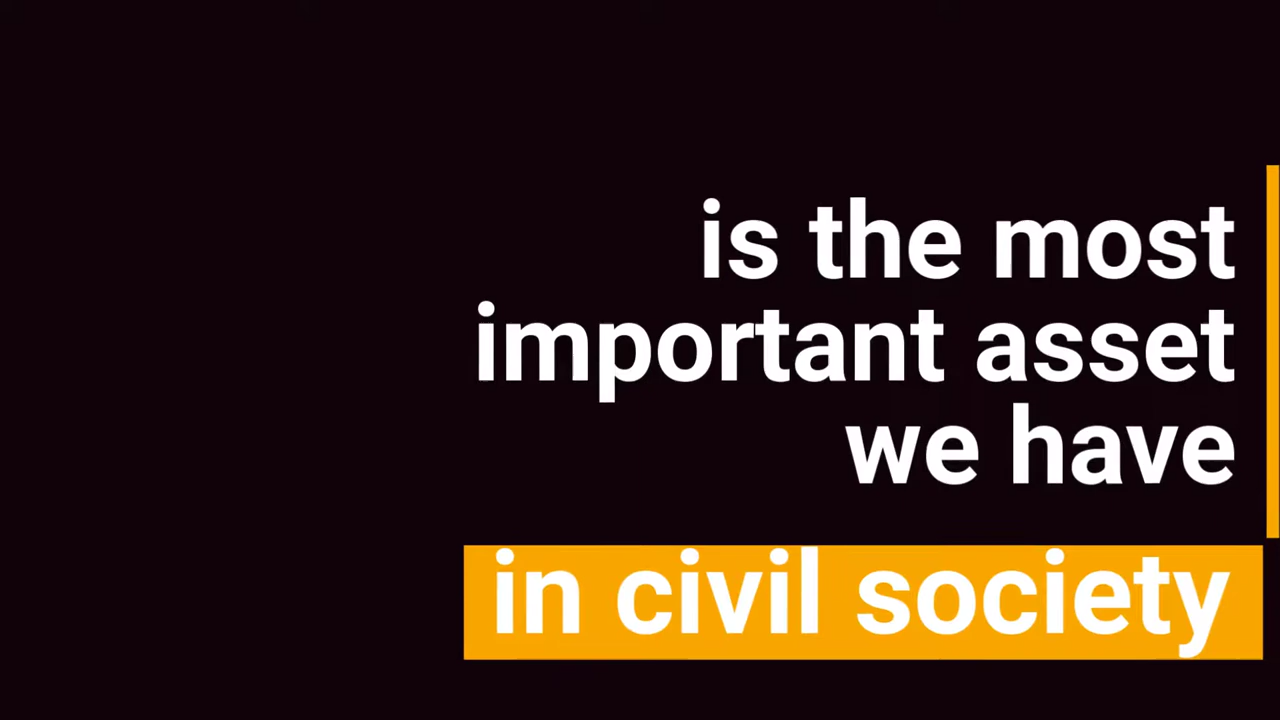 is the most
important asset
we have
in civil society